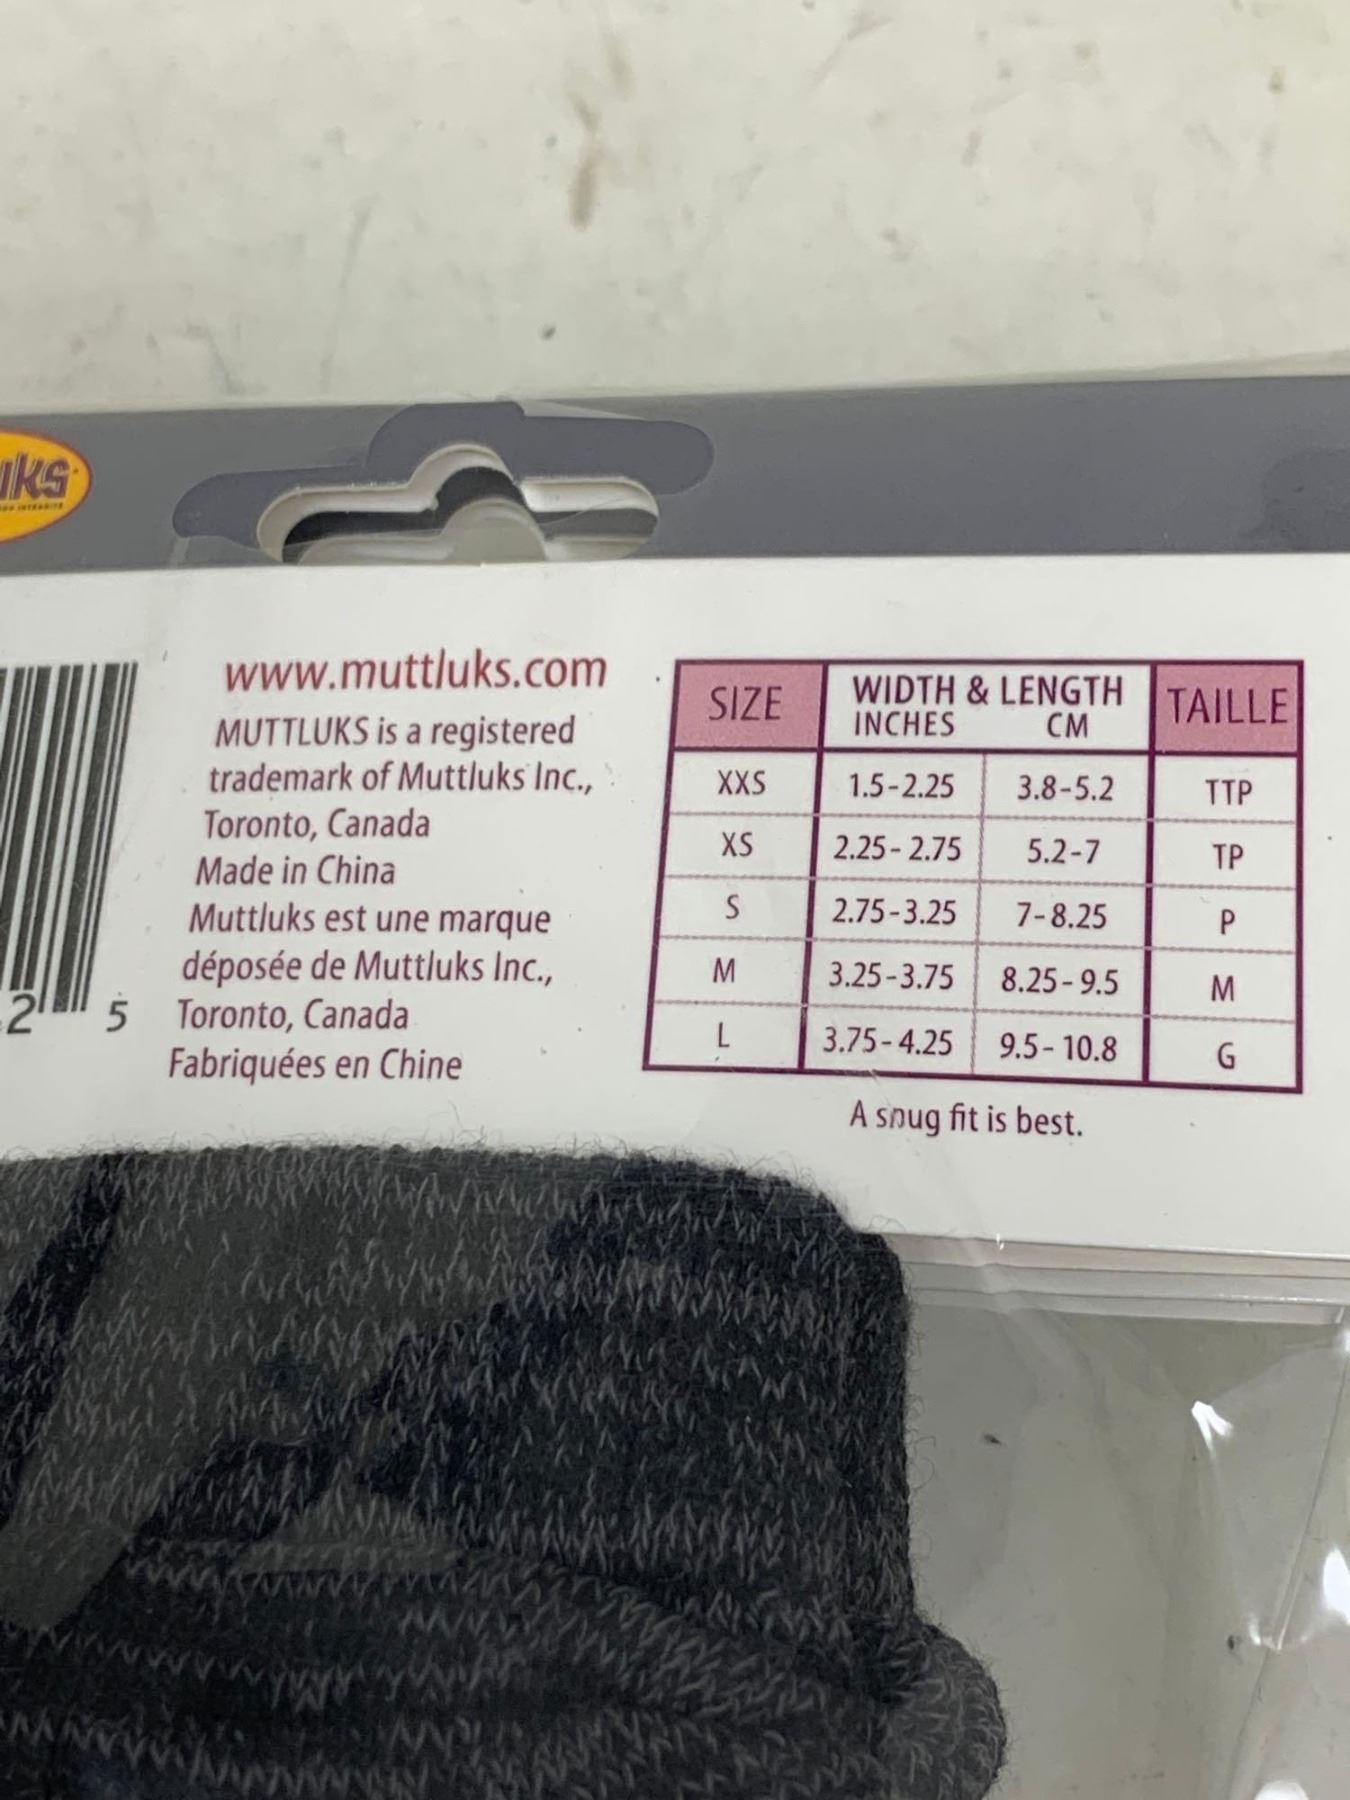 uks
www.muttluks.com
MUTTLUKS is a registered
trademark of Muttluks Inc.,
Toronto, Canada
Made in China
Muttluks est une marque
déposée de Muttluks Inc.,
Toronto, Canada
Fabriquées en Chine
2 5
SIZE WIDTH & LENGTH TAILLE
INCHES CM
XXS 1.5-2.25 3.8-5.2 TTP
XS 2.25-2.75 5.2-7 TP
S 2.75-3.25 7-8.25 P
M 3.25-3.75 8.25-9.5 M
L 3.75-4.25 9.5-10.8 G
A snug fit is best.